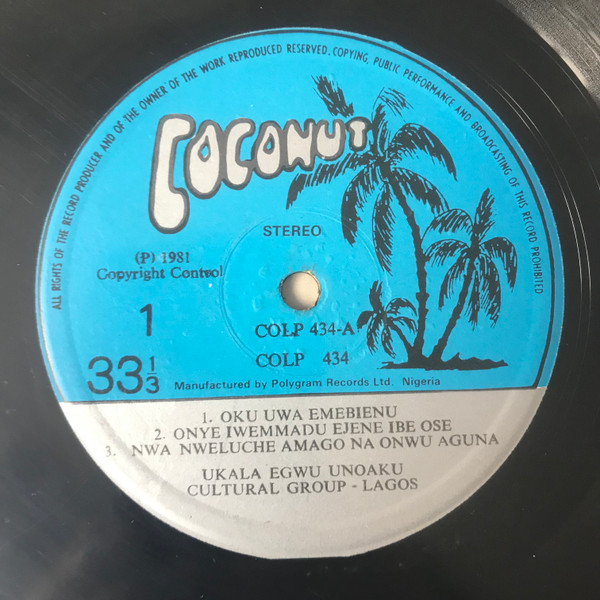 ALL RIGHTS OF THE RECORD PRODUCER AND OF THE OWNER OF THE WORK REPRODUCED RESERVED. COPYING, PUBLIC PERFORMANCE AND BROADCASTING OF THIS RECORD PROHIBITED
COCONUT
STEREO
(P) 1981
Copyright Control
1
COLP 434-A
COLP 434
33 1/3
Manufactured by Polygram Records Ltd. Nigeria
1. OKU UWA EMEBIENU
2. ONYE IWEMMADU EJENE IBE OSE
3. NWA NWELUCHE AMAGO NA ONWU AGUNA
UKALA EGWU UNOAKU
CULTURAL GROUP - LAGOS